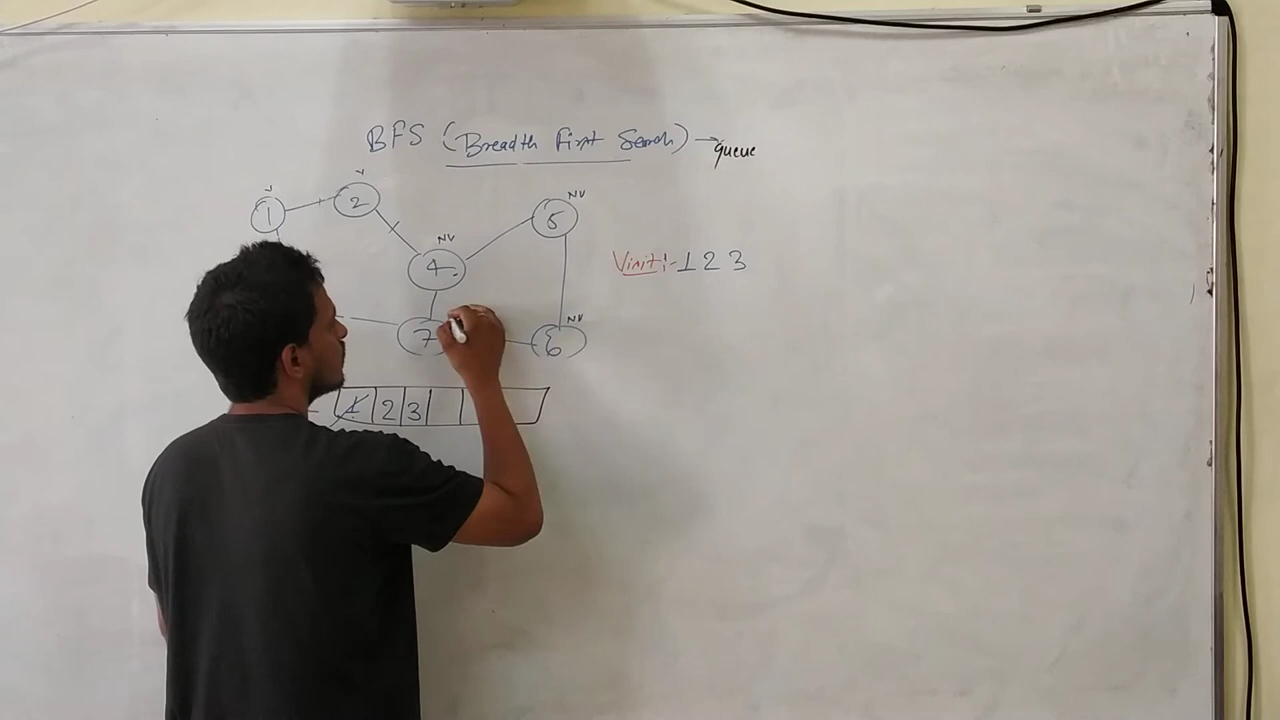 BFS (Breadth First Search) → queue
v
v
NV
1
2
5
NV
4
Visit:- 1 2 3
NV
7
6
1 2 3